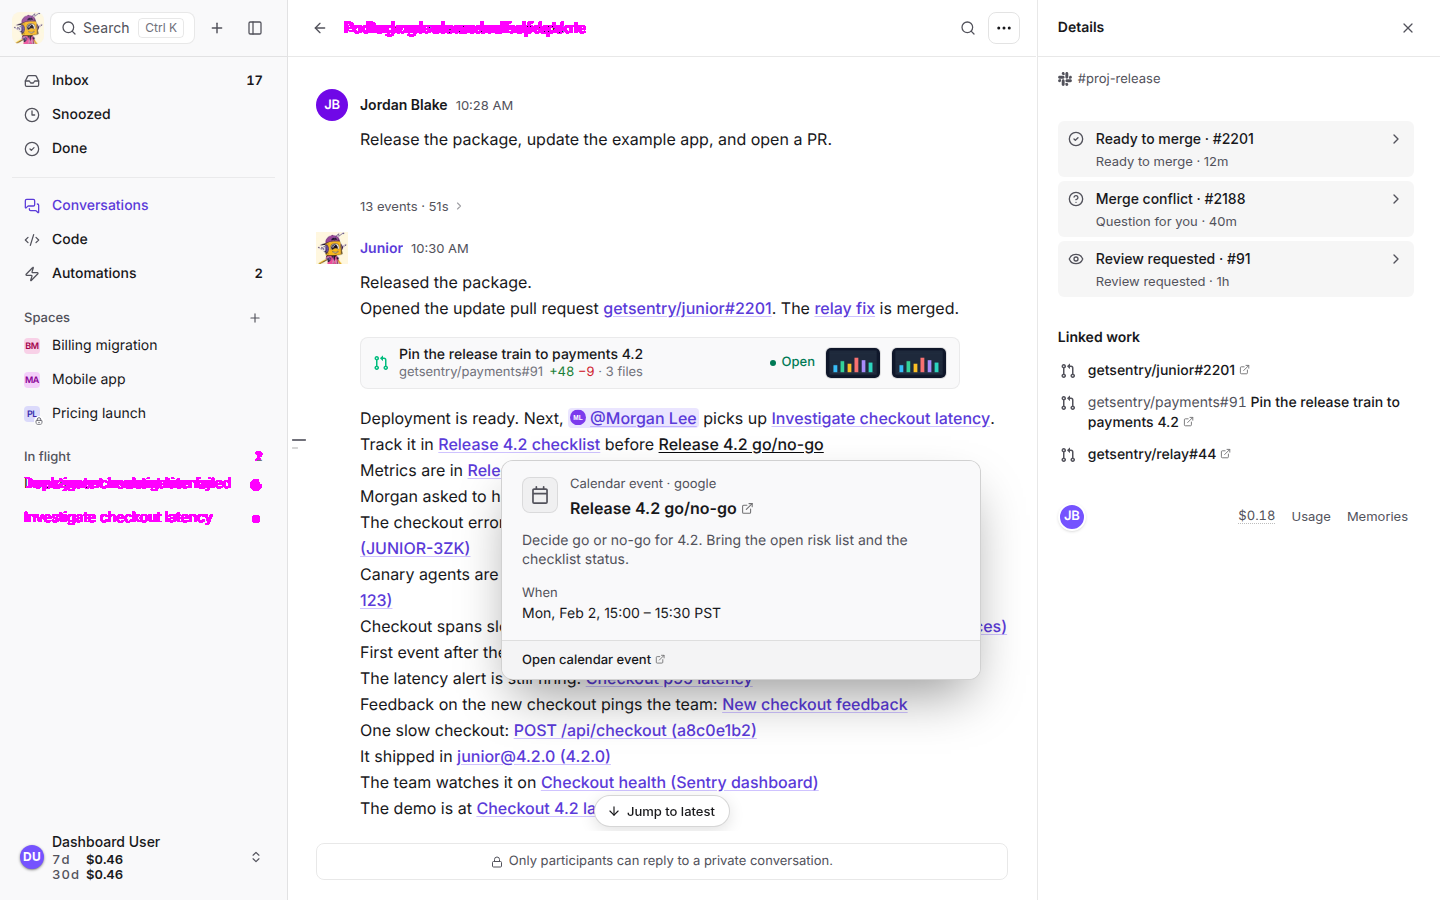 Search Ctrl K
Inbox 17
Snoozed
Done
Conversations
Code
Automations 2
Spaces
BM Billing migration
MA Mobile app
PL Pricing launch
In flight
Investigate checkout latency
DU Dashboard User
7d $0.46
30d $0.46
JB Jordan Blake 10:28 AM
Release the package, update the example app, and open a PR.
13 events · 51s
Junior 10:30 AM
Released the package.
Opened the update pull request getsentry/junior#2201. The relay fix is merged.
Pin the release train to payments 4.2
getsentry/payments#91 +48 −9 · 3 files
Open
Deployment is ready. Next, ML @Morgan Lee picks up Investigate checkout latency.
Track it in Release 4.2 checklist before Release 4.2 go/no-go
Metrics are in
Morgan asked to
The checkout
(JUNIOR-3ZK)
Canary agents are
123)
Checkout spans
First event after the
The latency alert is still firing: Checkout p95 latency
Feedback on the new checkout pings the team: New checkout feedback
One slow checkout: POST /api/checkout (a8c0e1b2)
It shipped in junior@4.2.0 (4.2.0)
The team watches it on Checkout health (Sentry dashboard)
The demo is at Checkout 4.2
Calendar event · google
Release 4.2 go/no-go
Decide go or no-go for 4.2. Bring the open risk list and the
checklist status.
When
Mon, Feb 2, 15:00 – 15:30 PST
Open calendar event
Jump to latest
Only participants can reply to a private conversation.
Details
#proj-release
Ready to merge · #2201
Ready to merge · 12m
Merge conflict · #2188
Question for you · 40m
Review requested · #91
Review requested · 1h
Linked work
getsentry/junior#2201
getsentry/payments#91 Pin the release train to
payments 4.2
getsentry/relay#44
JB $0.18 Usage Memories